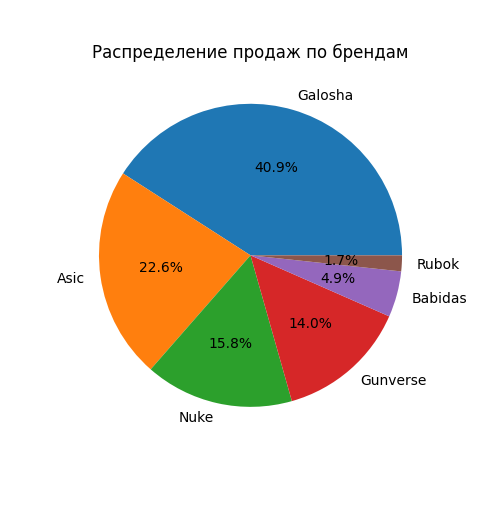 Распределение продаж по брендам
Galosha
40.9%
Asic
22.6%
Nuke
15.8%
Gunverse
14.0%
Babidas
4.9%
Rubok
1.7%